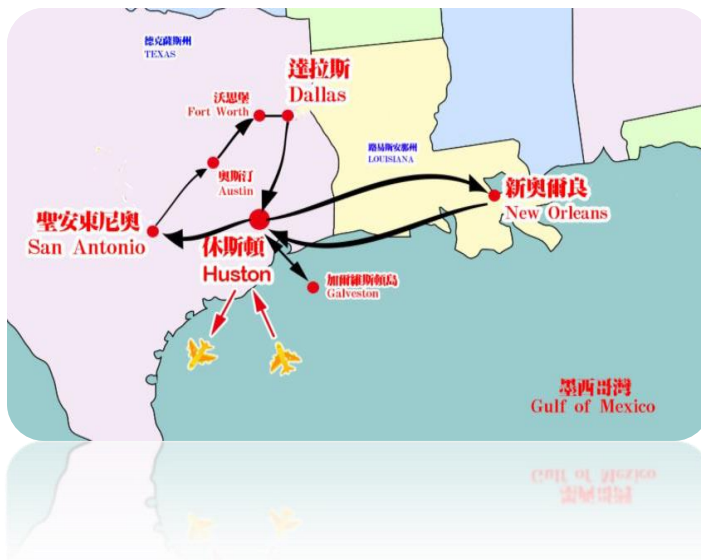 德克薩斯州
TEXAS
達拉斯
Dallas
沃思堡
Fort Worth
奧斯汀
Austin
路易斯安那州
LOUISIANA
新奧爾良
New Orleans
聖安東尼奧
San Antonio
休斯頓
Huston
加爾維斯頓島
Galveston
墨西哥灣
Gulf of Mexico